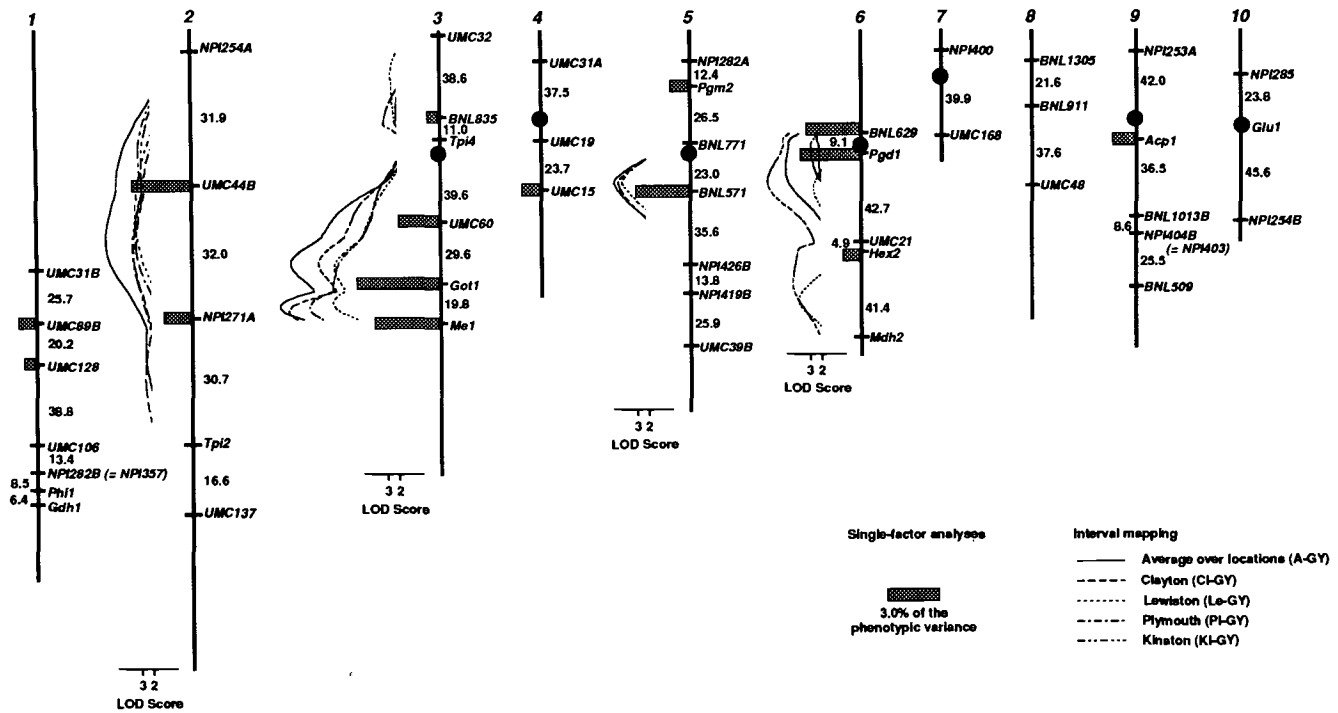 1
UMC31B
25.7
UMC89B
20.2
UMC128
38.8
UMC106
13.4
NPI282B (= NPI357)
8.5
Phi1
6.4
Gdh1
2
NPI254A
31.9
UMC44B
32.0
NPI271A
30.7
Tpi2
16.6
UMC137
3 2
LOD Score
3
UMC32
38.6
BNL835
11.0
Tpi4
39.6
UMC60
29.6
Got1
19.8
Me1
3 2
LOD Score
4
UMC31A
37.5
UMC19
23.7
UMC15
5
NPI282A
12.4
Pgm2
26.5
BNL771
23.0
BNL571
35.6
NPI426B
13.8
NPI419B
25.9
UMC39B
3 2
LOD Score
6
BNL629
9.1
Pgd1
42.7
UMC21
4.9
Hex2
41.4
Mdh2
3 2
LOD Score
7
NPI400
39.9
UMC168
8
BNL1305
21.6
BNL911
37.6
UMC48
9
NPI253A
42.0
Acp1
36.5
BNL1013B
8.6
NPI404B
(= NPI403)
25.5
BNL509
10
NPI285
23.8
Glu1
45.6
NPI254B
Single-factor analyses
3.0% of the
phenotypic variance
Interval mapping
Average over locations (A-GY)
Clayton (Cl-GY)
Lewiston (Le-GY)
Plymouth (Pl-GY)
Kinston (Ki-GY)